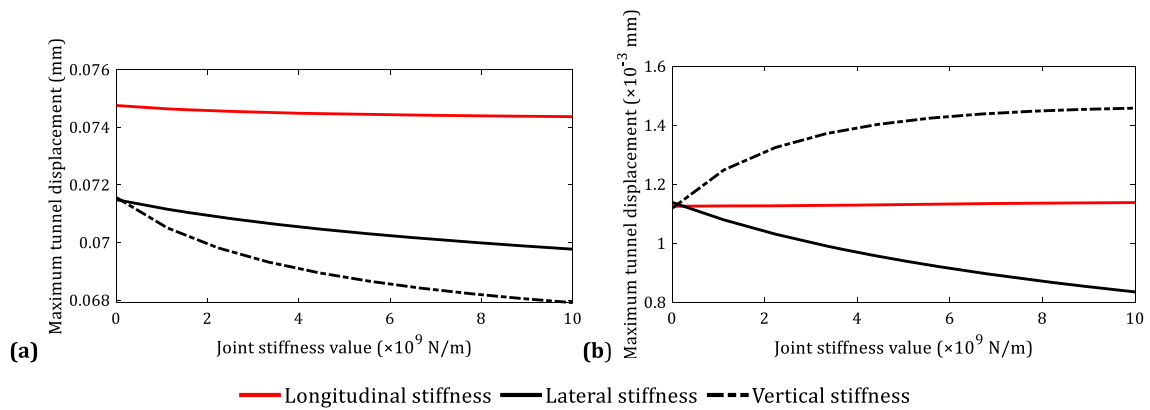 Maximum tunnel displacement (mm)
0.076
0.074
0.072
0.07
0.068
0 2 4 6 8 10
Joint stiffness value (×10⁹ N/m)
(a)
Maximum tunnel displacement (×10⁻³ mm)
1.6
1.4
1.2
1
0.8
0 2 4 6 8 10
Joint stiffness value (×10⁹ N/m)
(b)
Longitudinal stiffness Lateral stiffness Vertical stiffness